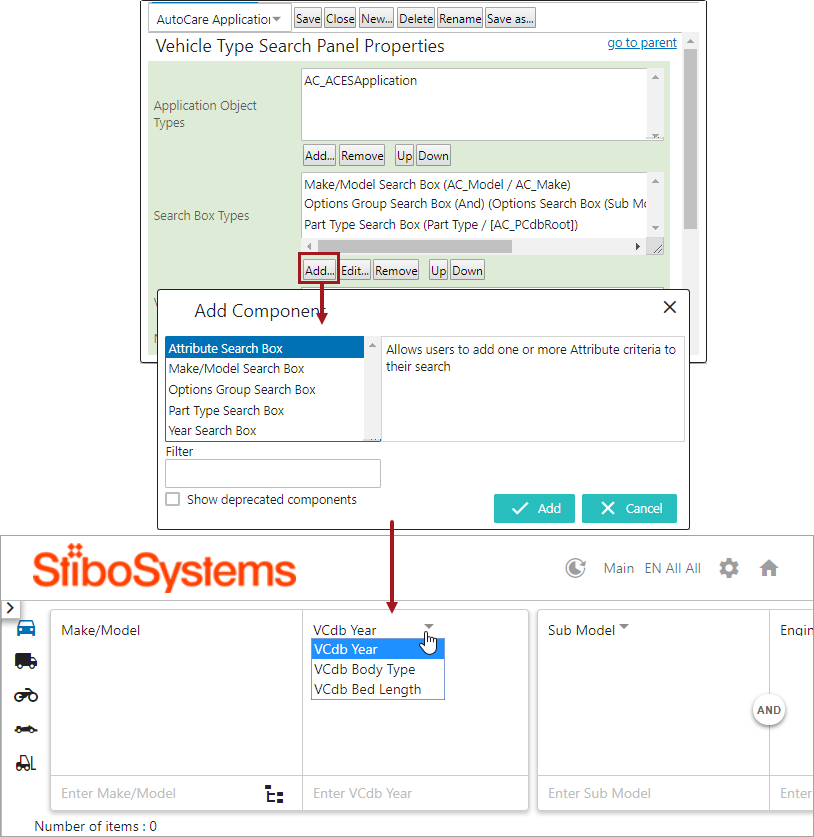 AutoCare Application
Save
Close
New...
Delete
Rename
Save as...
Vehicle Type Search Panel Properties
go to parent
Application Object
Types
AC_ACESApplication
Add...
Remove
Up
Down
Search Box Types
Make/Model Search Box (AC_Model / AC_Make)
Options Group Search Box (And) (Options Search Box (Sub Mo
Part Type Search Box (Part Type / [AC_PCdbRoot])
Add...
Edit...
Remove
Up
Down
Add Component
Attribute Search Box
Make/Model Search Box
Options Group Search Box
Part Type Search Box
Year Search Box
Allows users to add one or more Attribute criteria to
their search
Filter
Show deprecated components
Add
Cancel
StiboSystems
Main
EN All All
Make/Model
VCdb Year
VCdb Year
VCdb Body Type
VCdb Bed Length
Sub Model
Engin
AND
Enter Make/Model
Enter VCdb Year
Enter Sub Model
Enter
Number of items : 0